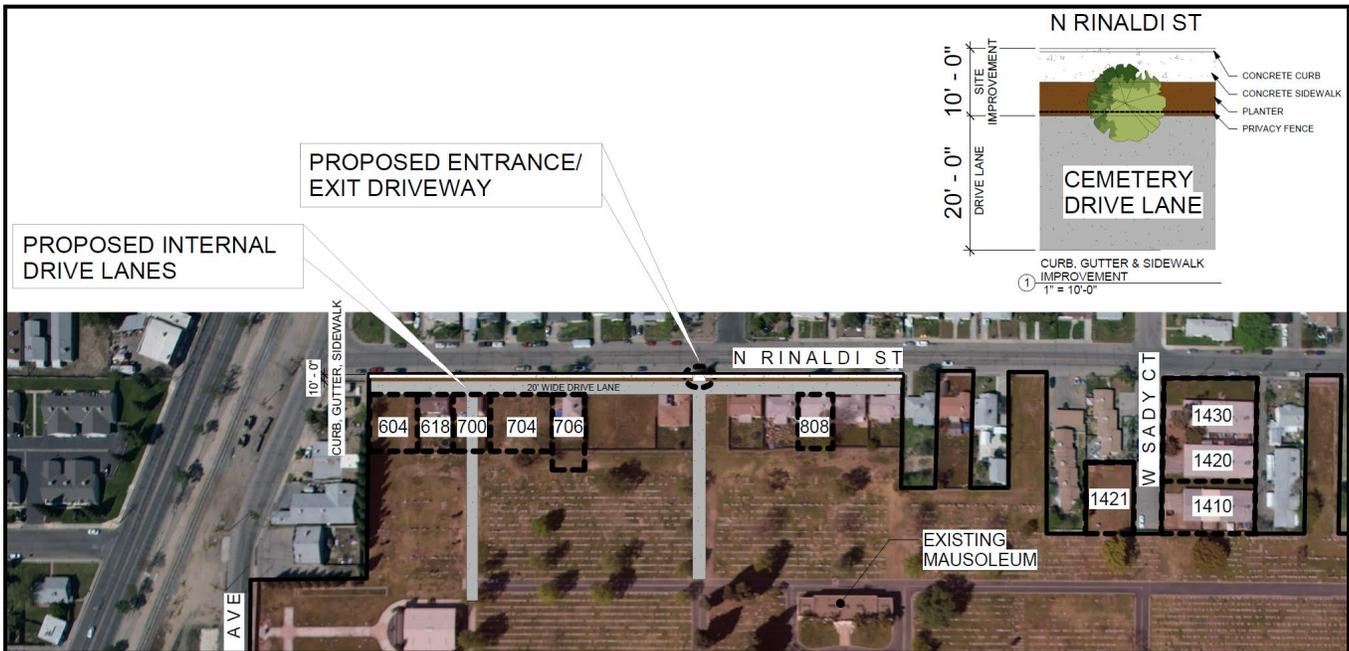 N RINALDI ST
10' - 0"
SITE
IMPROVEMENT
20' - 0"
DRIVE LANE
CONCRETE CURB
CONCRETE SIDEWALK
PLANTER
PRIVACY FENCE
CEMETERY
DRIVE LANE
CURB, GUTTER & SIDEWALK
IMPROVEMENT
1
1" = 10'-0"
PROPOSED ENTRANCE/
EXIT DRIVEWAY
PROPOSED INTERNAL
DRIVE LANES
10' - 0"
CURB, GUTTER, SIDEWALK
N RINALDI ST
20' WIDE DRIVE LANE
604
618
700
704
706
808
W SADY CT
1430
1420
1421
1410
EXISTING
MAUSOLEUM
AVE